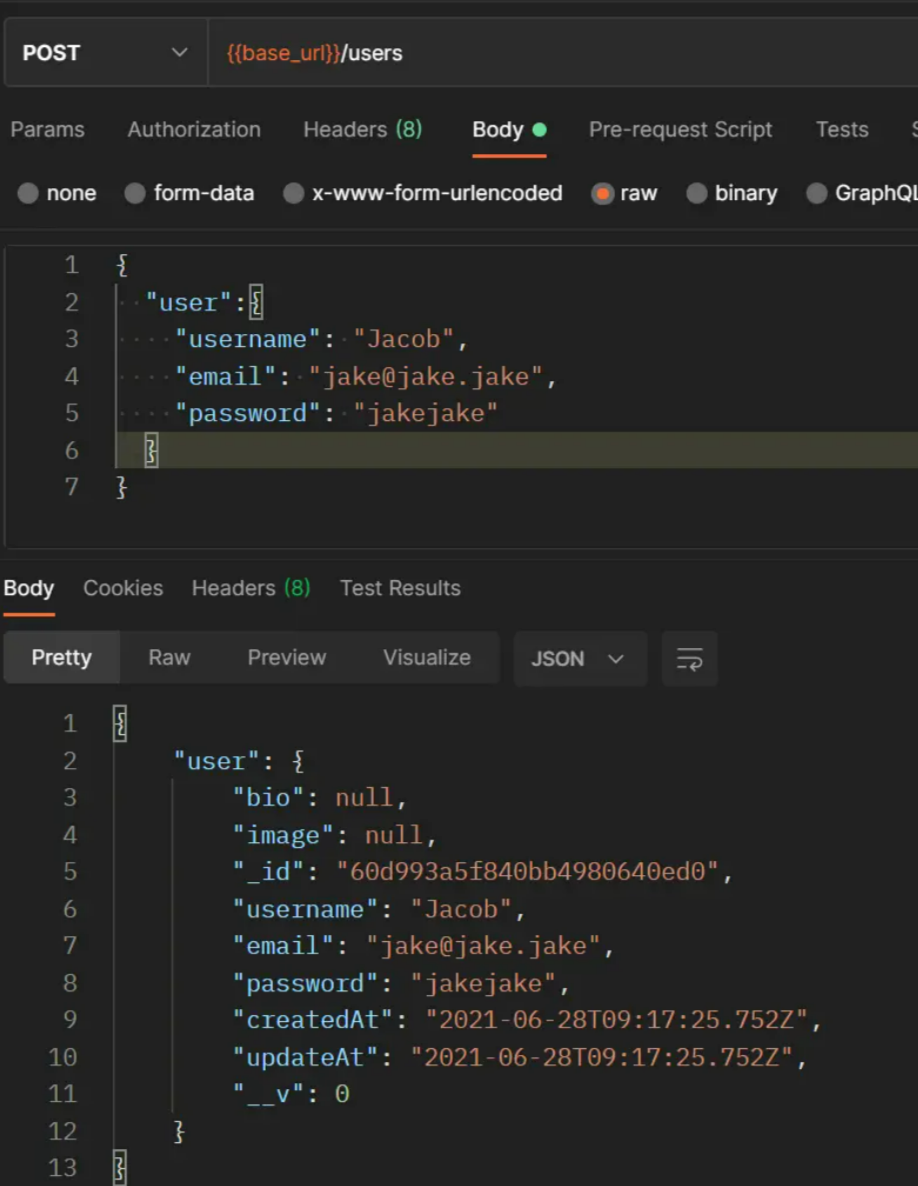 POST {{base_url}}/users
Params Authorization Headers (8) Body Pre-request Script Tests
none form-data x-www-form-urlencoded raw binary GraphQL
1 {
2 "user":{
3 "username": "Jacob",
4 "email": "jake@jake.jake",
5 "password": "jakejake"
6 }
7 }
Body Cookies Headers (8) Test Results
Pretty Raw Preview Visualize JSON
1 {
2 "user": {
3 "bio": null,
4 "image": null,
5 "_id": "60d993a5f840bb4980640ed0",
6 "username": "Jacob",
7 "email": "jake@jake.jake",
8 "password": "jakejake",
9 "createdAt": "2021-06-28T09:17:25.752Z",
10 "updateAt": "2021-06-28T09:17:25.752Z",
11 "__v": 0
12 }
13 }